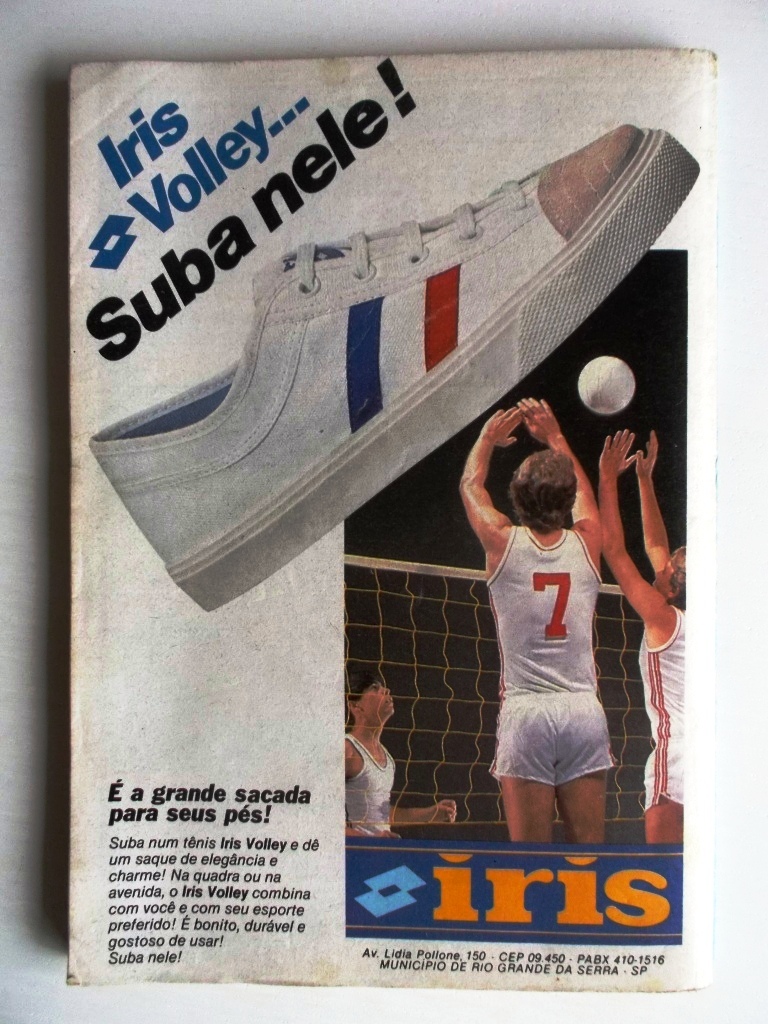 Iris
Volley...
Suba nele!
7
É a grande sacada
para seus pés!
Suba num tênis Iris Volley e dê
um saque de elegância e
charme! Na quadra ou na
avenida, o Iris Volley combina
com você e com seu esporte
preferido! É bonito, durável e
gostoso de usar!
Suba nele!
iris
Av. Lidia Pollone, 150 - CEP 09.450 - PABX 410-1516
MUNICÍPIO DE RIO GRANDE DA SERRA - SP